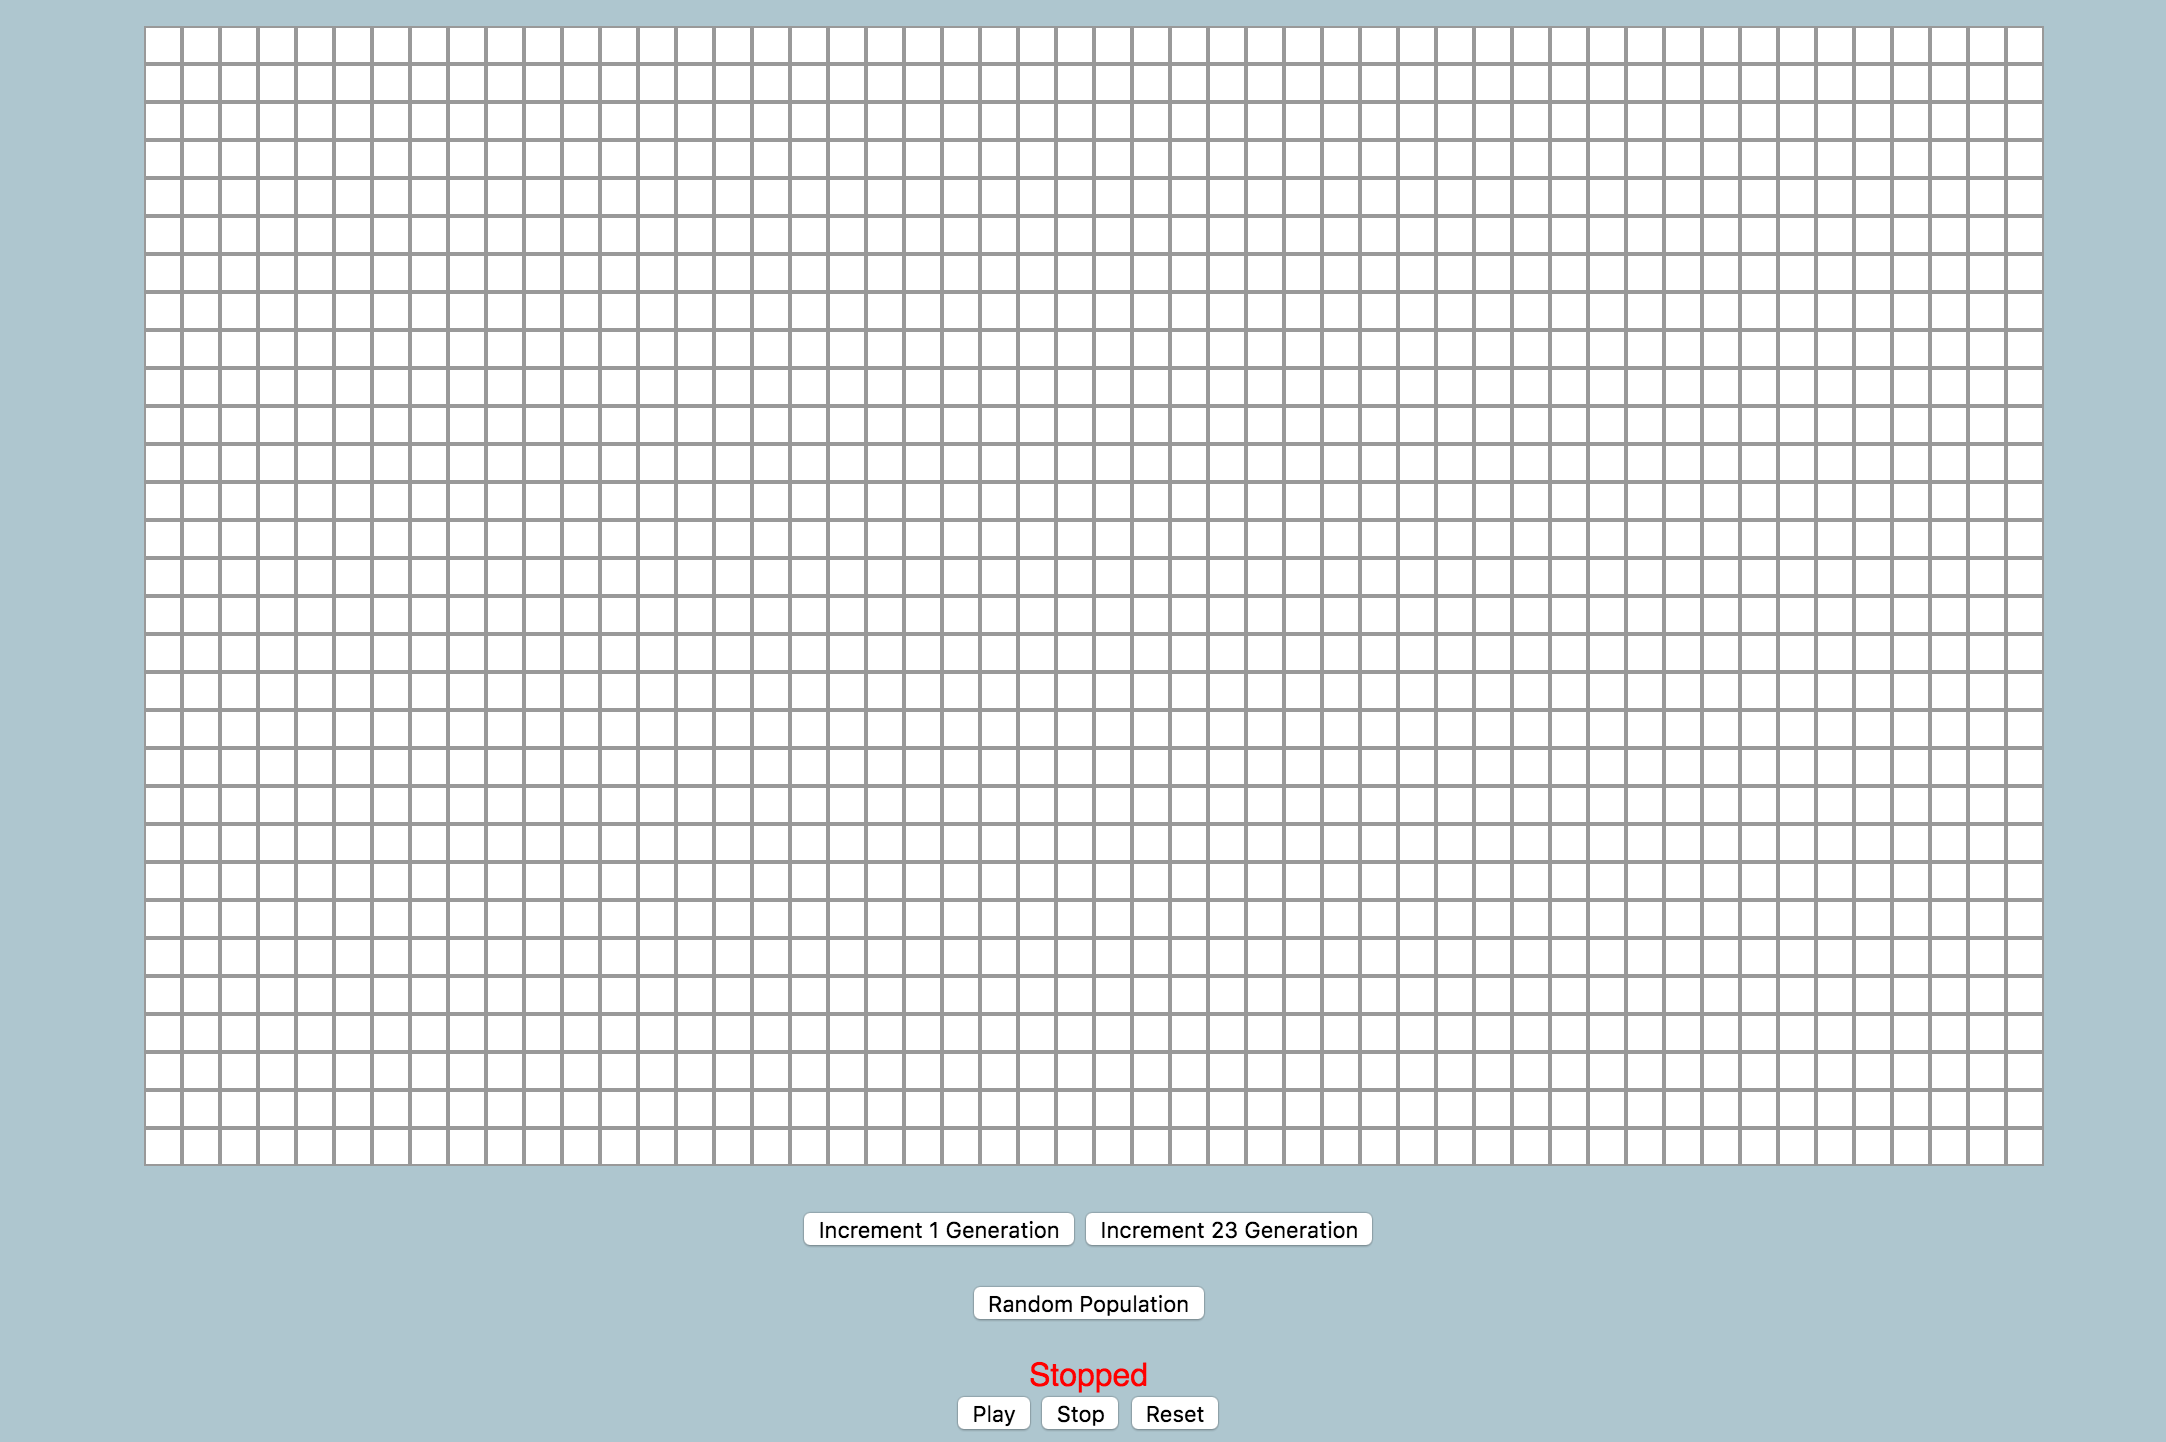 Increment 1 Generation Increment 23 Generation
Random Population
Stopped
Play Stop Reset